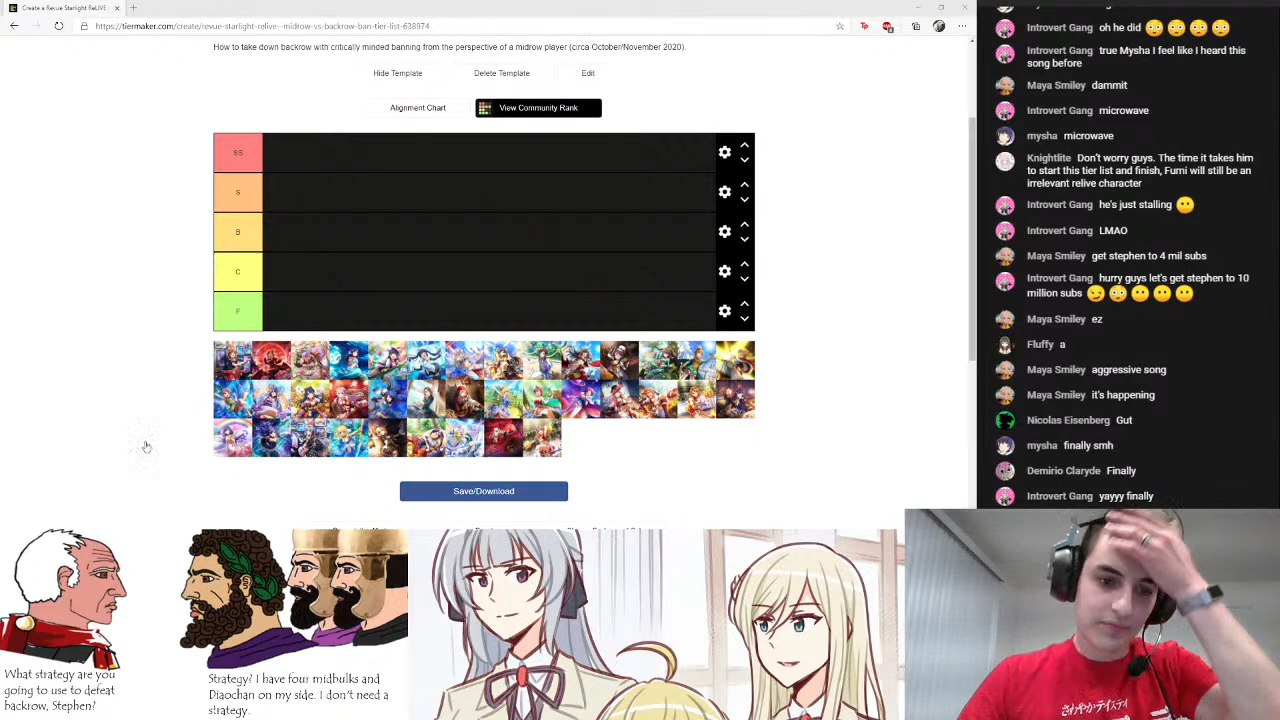 Create a Revue Starlight ReLIVE
https://tiermaker.com/create/revue-starlight-relive--midrow-vs-backrow-ban-tier-list-638974
How to take down backrow with critically minded banning from the perspective of a midrow player (circa October/November 2020).
Hide Template
Delete Template
Edit
Alignment Chart
View Community Rank
SS
S
B
C
F
Save/Download
What strategy are you
going to use to defeat
backrow, Stephen?
Strategy? I have four midbulks and
Diaochan on my side. I don't need a
strategy.
Introvert Gang oh he did 😳 😳 😳 😳
Introvert Gang true Mysha I feel like I heard this
song before
Maya Smiley dammit
Introvert Gang microwave
mysha microwave
Knightlite Don't worry guys. The time it takes him
to start this tier list and finish, Fumi will still be an
irrelevant relive character
Introvert Gang he's just stalling 😶
Introvert Gang LMAO
Maya Smiley get stephen to 4 mil subs
Introvert Gang hurry guys let's get stephen to 10
million subs 😏 😳 😶 😶 😶
Maya Smiley ez
Fluffy a
Maya Smiley aggressive song
Maya Smiley it's happening
Nicolas Eisenberg Gut
mysha finally smh
Demirio Claryde Finally
Introvert Gang yayyy finally